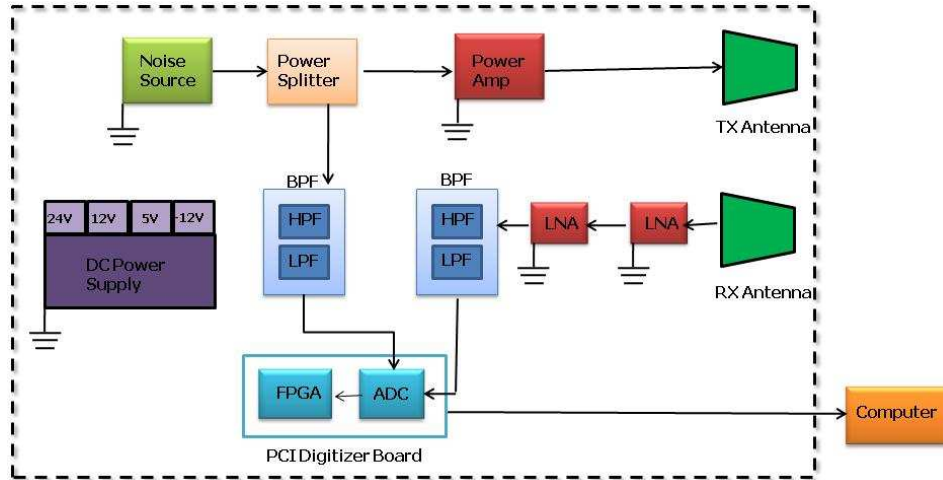 Noise
Source
Power
Splitter
Power
Amp
TX Antenna
BPF
HPF
LPF
BPF
HPF
LPF
LNA
LNA
RX Antenna
24V
12V
5V
-12V
DC Power
Supply
FPGA
ADC
PCI Digitizer Board
Computer